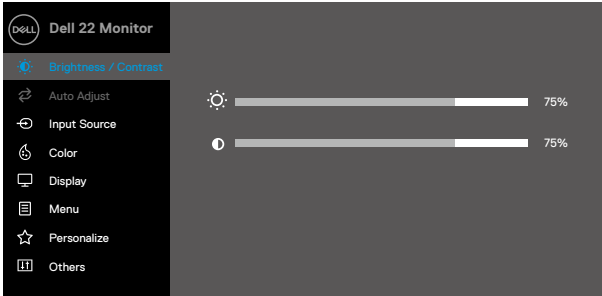 DELL Dell 22 Monitor
Brightness / Contrast
Auto Adjust
Input Source
Color
Display
Menu
Personalize
Others
75%
75%